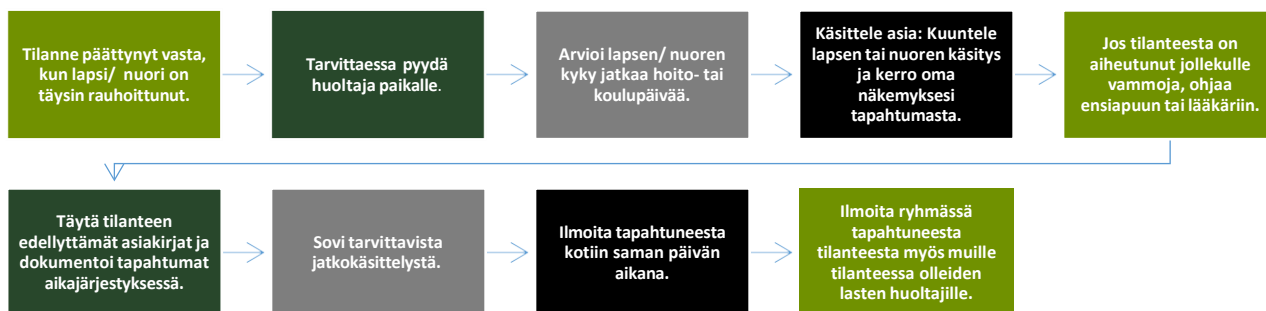 Tilanne päättynyt vasta,
kun lapsi/ nuori on
täysin rauhoittunut.
Tarvittaessa pyydä
huoltaja paikalle.
Arvioi lapsen/ nuoren
kyky jatkaa hoito- tai
koulupäivää.
Käsittele asia: Kuuntele
lapsen tai nuoren käsitys
ja kerro oma
näkemyksesi
tapahtumasta.
Jos tilanteesta on
aiheutunut jollekulle
vammoja, ohjaa
ensiapuun tai lääkäriin.
Täytä tilanteen
edellyttämät asiakirjat ja
dokumentoi tapahtumat
aikajärjestyksessä.
Sovi tarvittavista
jatkokäsittelystä.
Ilmoita tapahtuneesta
kotiin saman päivän
aikana.
Ilmoita ryhmässä
tapahtuneesta
tilanteesta myös muille
tilanteessa olleiden
lasten huoltajille.